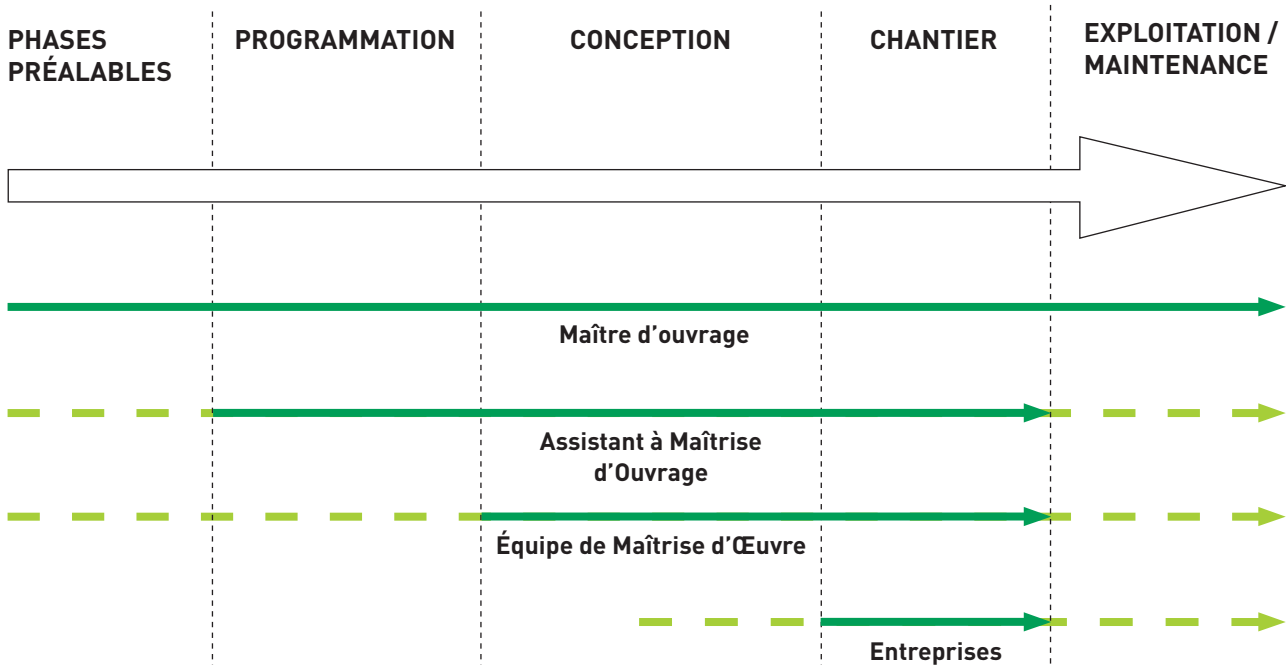 PHASES
PRÉALABLES
PROGRAMMATION
CONCEPTION
CHANTIER
EXPLOITATION /
MAINTENANCE
Maître d'ouvrage
Assistant à Maîtrise
d'Ouvrage
Équipe de Maîtrise d'Œuvre
Entreprises